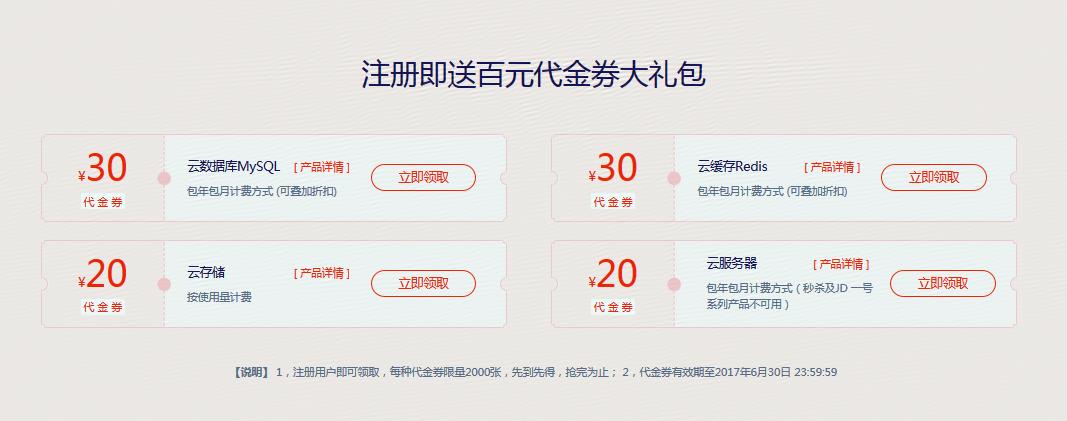 注册即送百元代金券大礼包
¥30
代金券
云数据库MySQL [ 产品详情 ]
包年包月计费方式 (可叠加折扣)
立即领取
¥30
代金券
云缓存Redis [ 产品详情 ]
包年包月计费方式 (可叠加折扣)
立即领取
¥20
代金券
云存储 [ 产品详情 ]
按使用量计费
立即领取
¥20
代金券
云服务器 [ 产品详情 ]
包年包月计费方式（秒杀及JD 一号
系列产品不可用）
立即领取
【说明】 1，注册用户即可领取，每种代金券限量2000张，先到先得，抢完为止； 2，代金券有效期至2017年6月30日 23:59:59